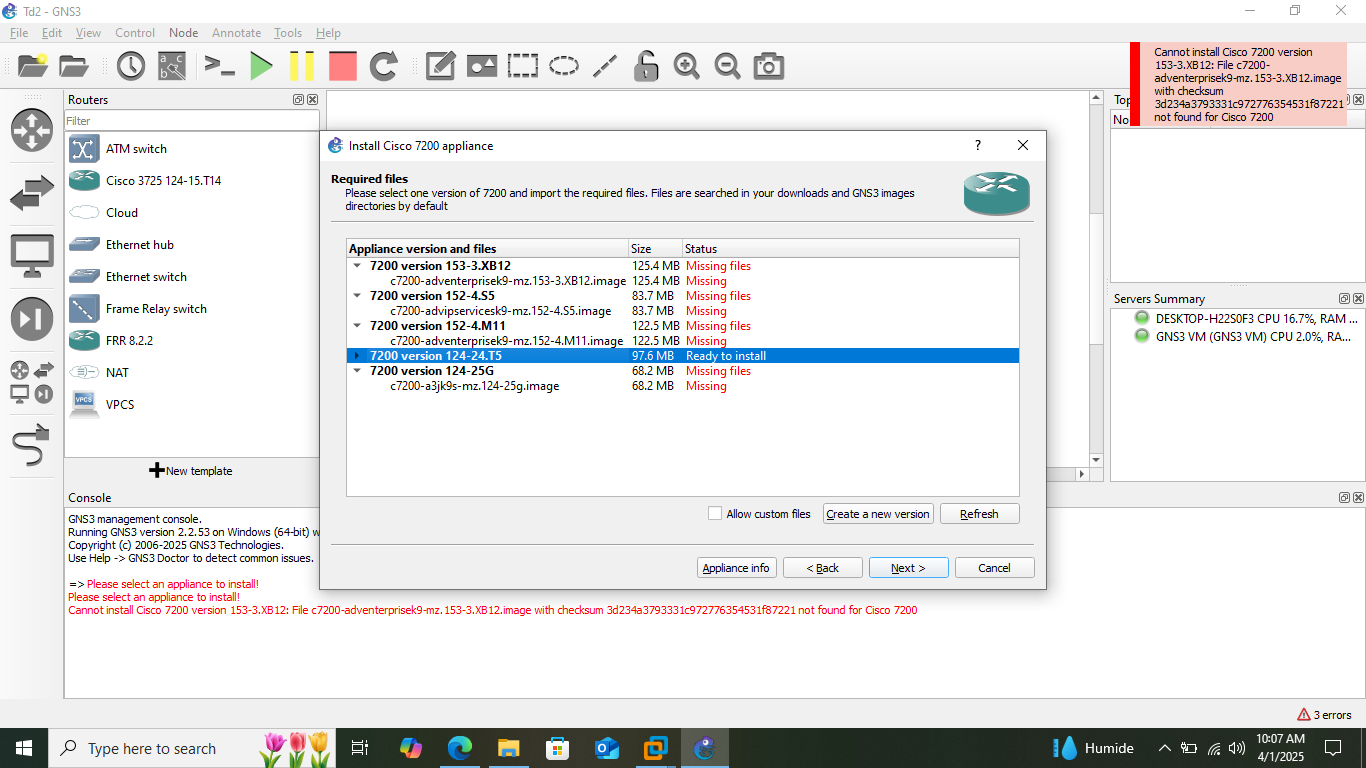 Td2 - GNS3
File Edit View Control Node Annotate Tools Help
Cannot install Cisco 7200 version
153-3.XB12: File c7200-
adventerprisek9-mz.153-3.XB12.image
with checksum
3d234a3793331c972776354531f87221
not found for Cisco 7200
Routers
Filter
ATM switch
Cisco 3725 124-15.T14
Cloud
Ethernet hub
Ethernet switch
Frame Relay switch
FRR 8.2.2
NAT
VPCS
VPCS
New template
Install Cisco 7200 appliance
?
Required files
Please select one version of 7200 and import the required files. Files are searched in your downloads and GNS3 images
directories by default
Appliance version and files Size Status
7200 version 153-3.XB12 125.4 MB Missing files
c7200-adventerprisek9-mz.153-3.XB12.image 125.4 MB Missing
7200 version 152-4.S5 83.7 MB Missing files
c7200-advipservicesk9-mz.152-4.S5.image 83.7 MB Missing
7200 version 152-4.M11 122.5 MB Missing files
c7200-adventerprisek9-mz.152-4.M11.image 122.5 MB Missing
7200 version 124-24.T5 97.6 MB Ready to install
7200 version 124-25G 68.2 MB Missing files
c7200-a3jk9s-mz.124-25g.image 68.2 MB Missing
Allow custom files Create a new version Refresh
Appliance info < Back Next > Cancel
Servers Summary
DESKTOP-H22S0F3 CPU 16.7%, RAM ...
GNS3 VM (GNS3 VM) CPU 2.0%, RA...
Console
GNS3 management console.
Running GNS3 version 2.2.53 on Windows (64-bit) w
Copyright (c) 2006-2025 GNS3 Technologies.
Use Help -> GNS3 Doctor to detect common issues.
=> Please select an appliance to install!
Please select an appliance to install!
Cannot install Cisco 7200 version 153-3.XB12: File c7200-adventerprisek9-mz.153-3.XB12.image with checksum 3d234a3793331c972776354531f87221 not found for Cisco 7200
3 errors
Type here to search
Humide
10:07 AM
4/1/2025